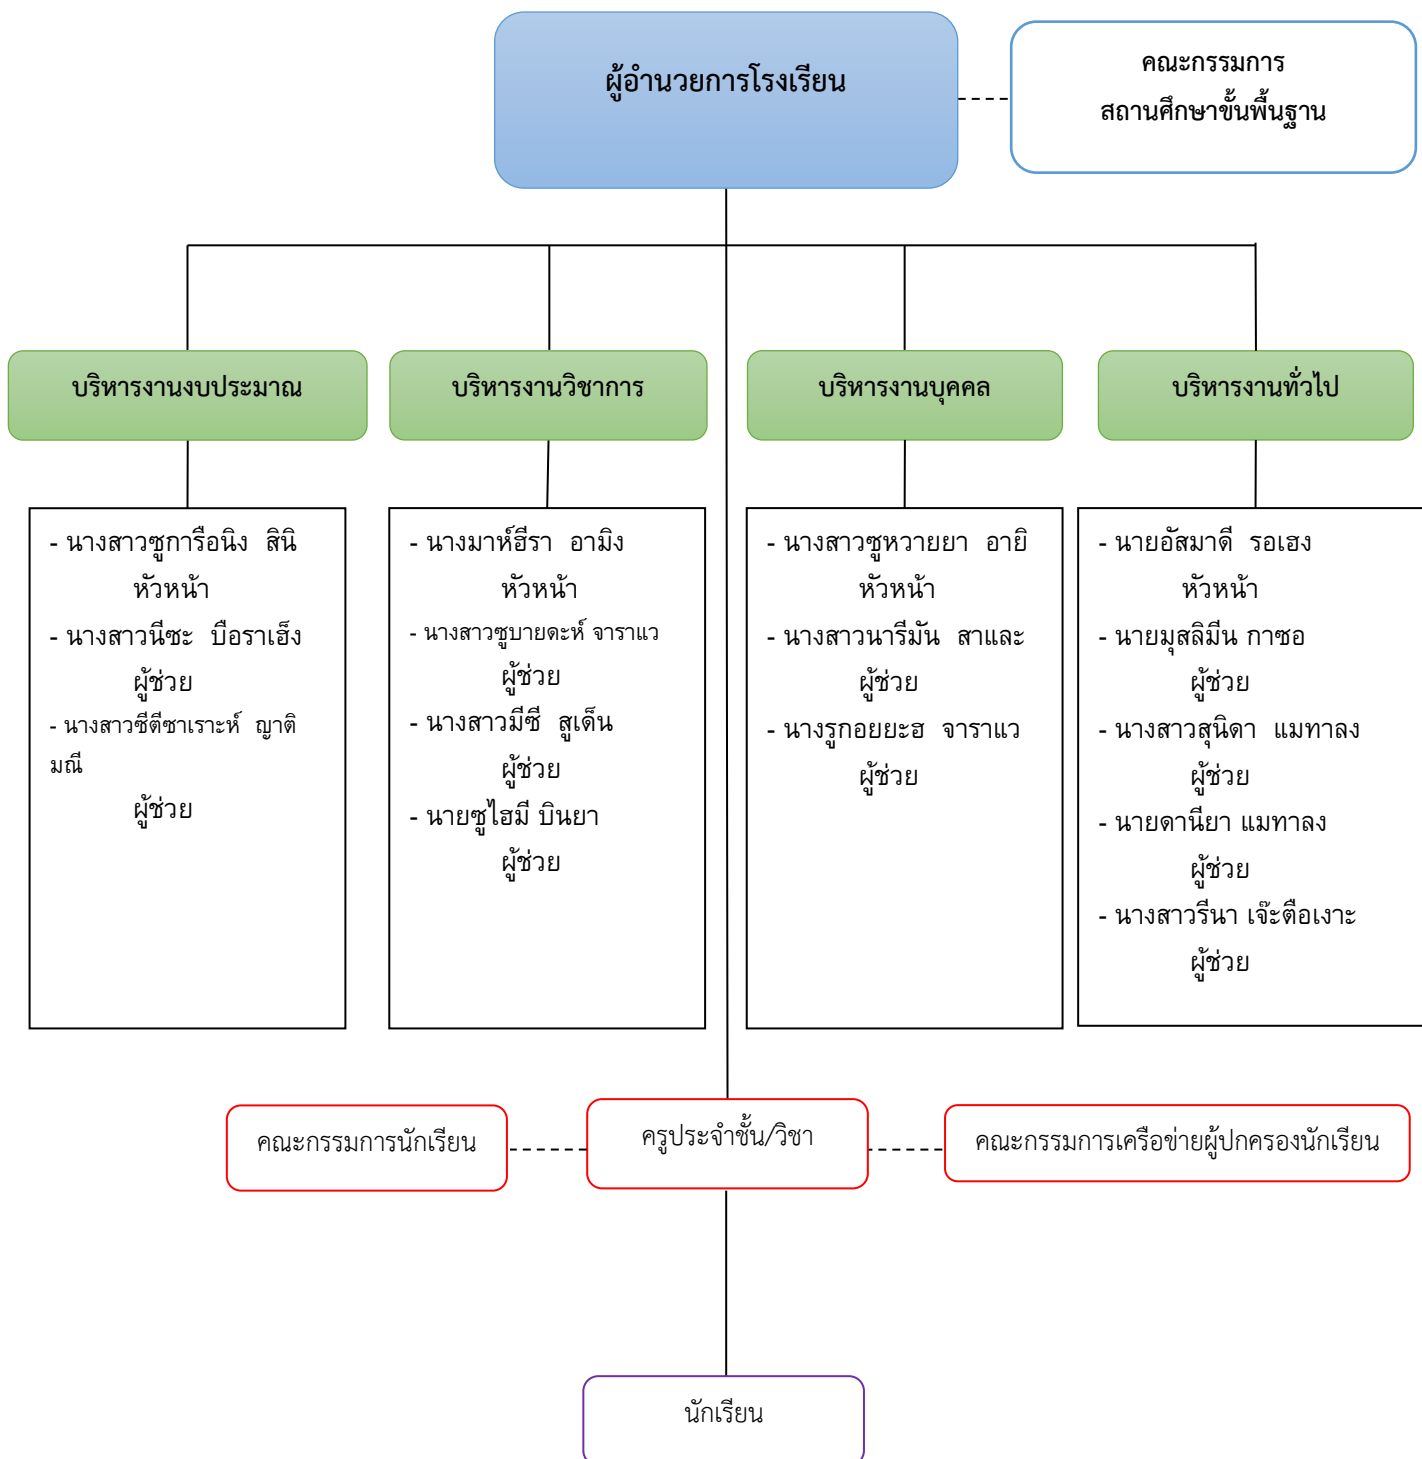 ผู้อำนวยการโรงเรียน
คณะกรรมการ
สถานศึกษาขั้นพื้นฐาน
บริหารงานงบประมาณ
บริหารงานวิชาการ
บริหารงานบุคคล
บริหารงานทั่วไป
- นางสาวซูการีอนิง สินิ
หัวหน้า
- นางสาวนีซะ บือราเฮ็ง
ผู้ช่วย
- นางสาวซีตีซาเราะห์ ญาติ
มณี
ผู้ช่วย
- นางมาห์ฮีรา อามิง
หัวหน้า
- นางสาวซูบายดะห์ จาราแว
ผู้ช่วย
- นางสาวมีซี สูเด็น
ผู้ช่วย
- นายซูไฮมี บินยา
ผู้ช่วย
- นางสาวซูหวายยา อายิ
หัวหน้า
- นางสาวนารีมัน สาและ
ผู้ช่วย
- นางรูกอยยะฮ จาราแว
ผู้ช่วย
- นายอัสมาดี รอเฮง
หัวหน้า
- นายมุสลิมีน กาซอ
ผู้ช่วย
- นางสาวสุนิดา แมทาลง
ผู้ช่วย
- นายดานียา แมทาลง
ผู้ช่วย
- นางสาวรีนา เจ๊ะตือเงาะ
ผู้ช่วย
คณะกรรมการนักเรียน
ครูประจำชั้น/วิชา
คณะกรรมการเครือข่ายผู้ปกครองนักเรียน
นักเรียน